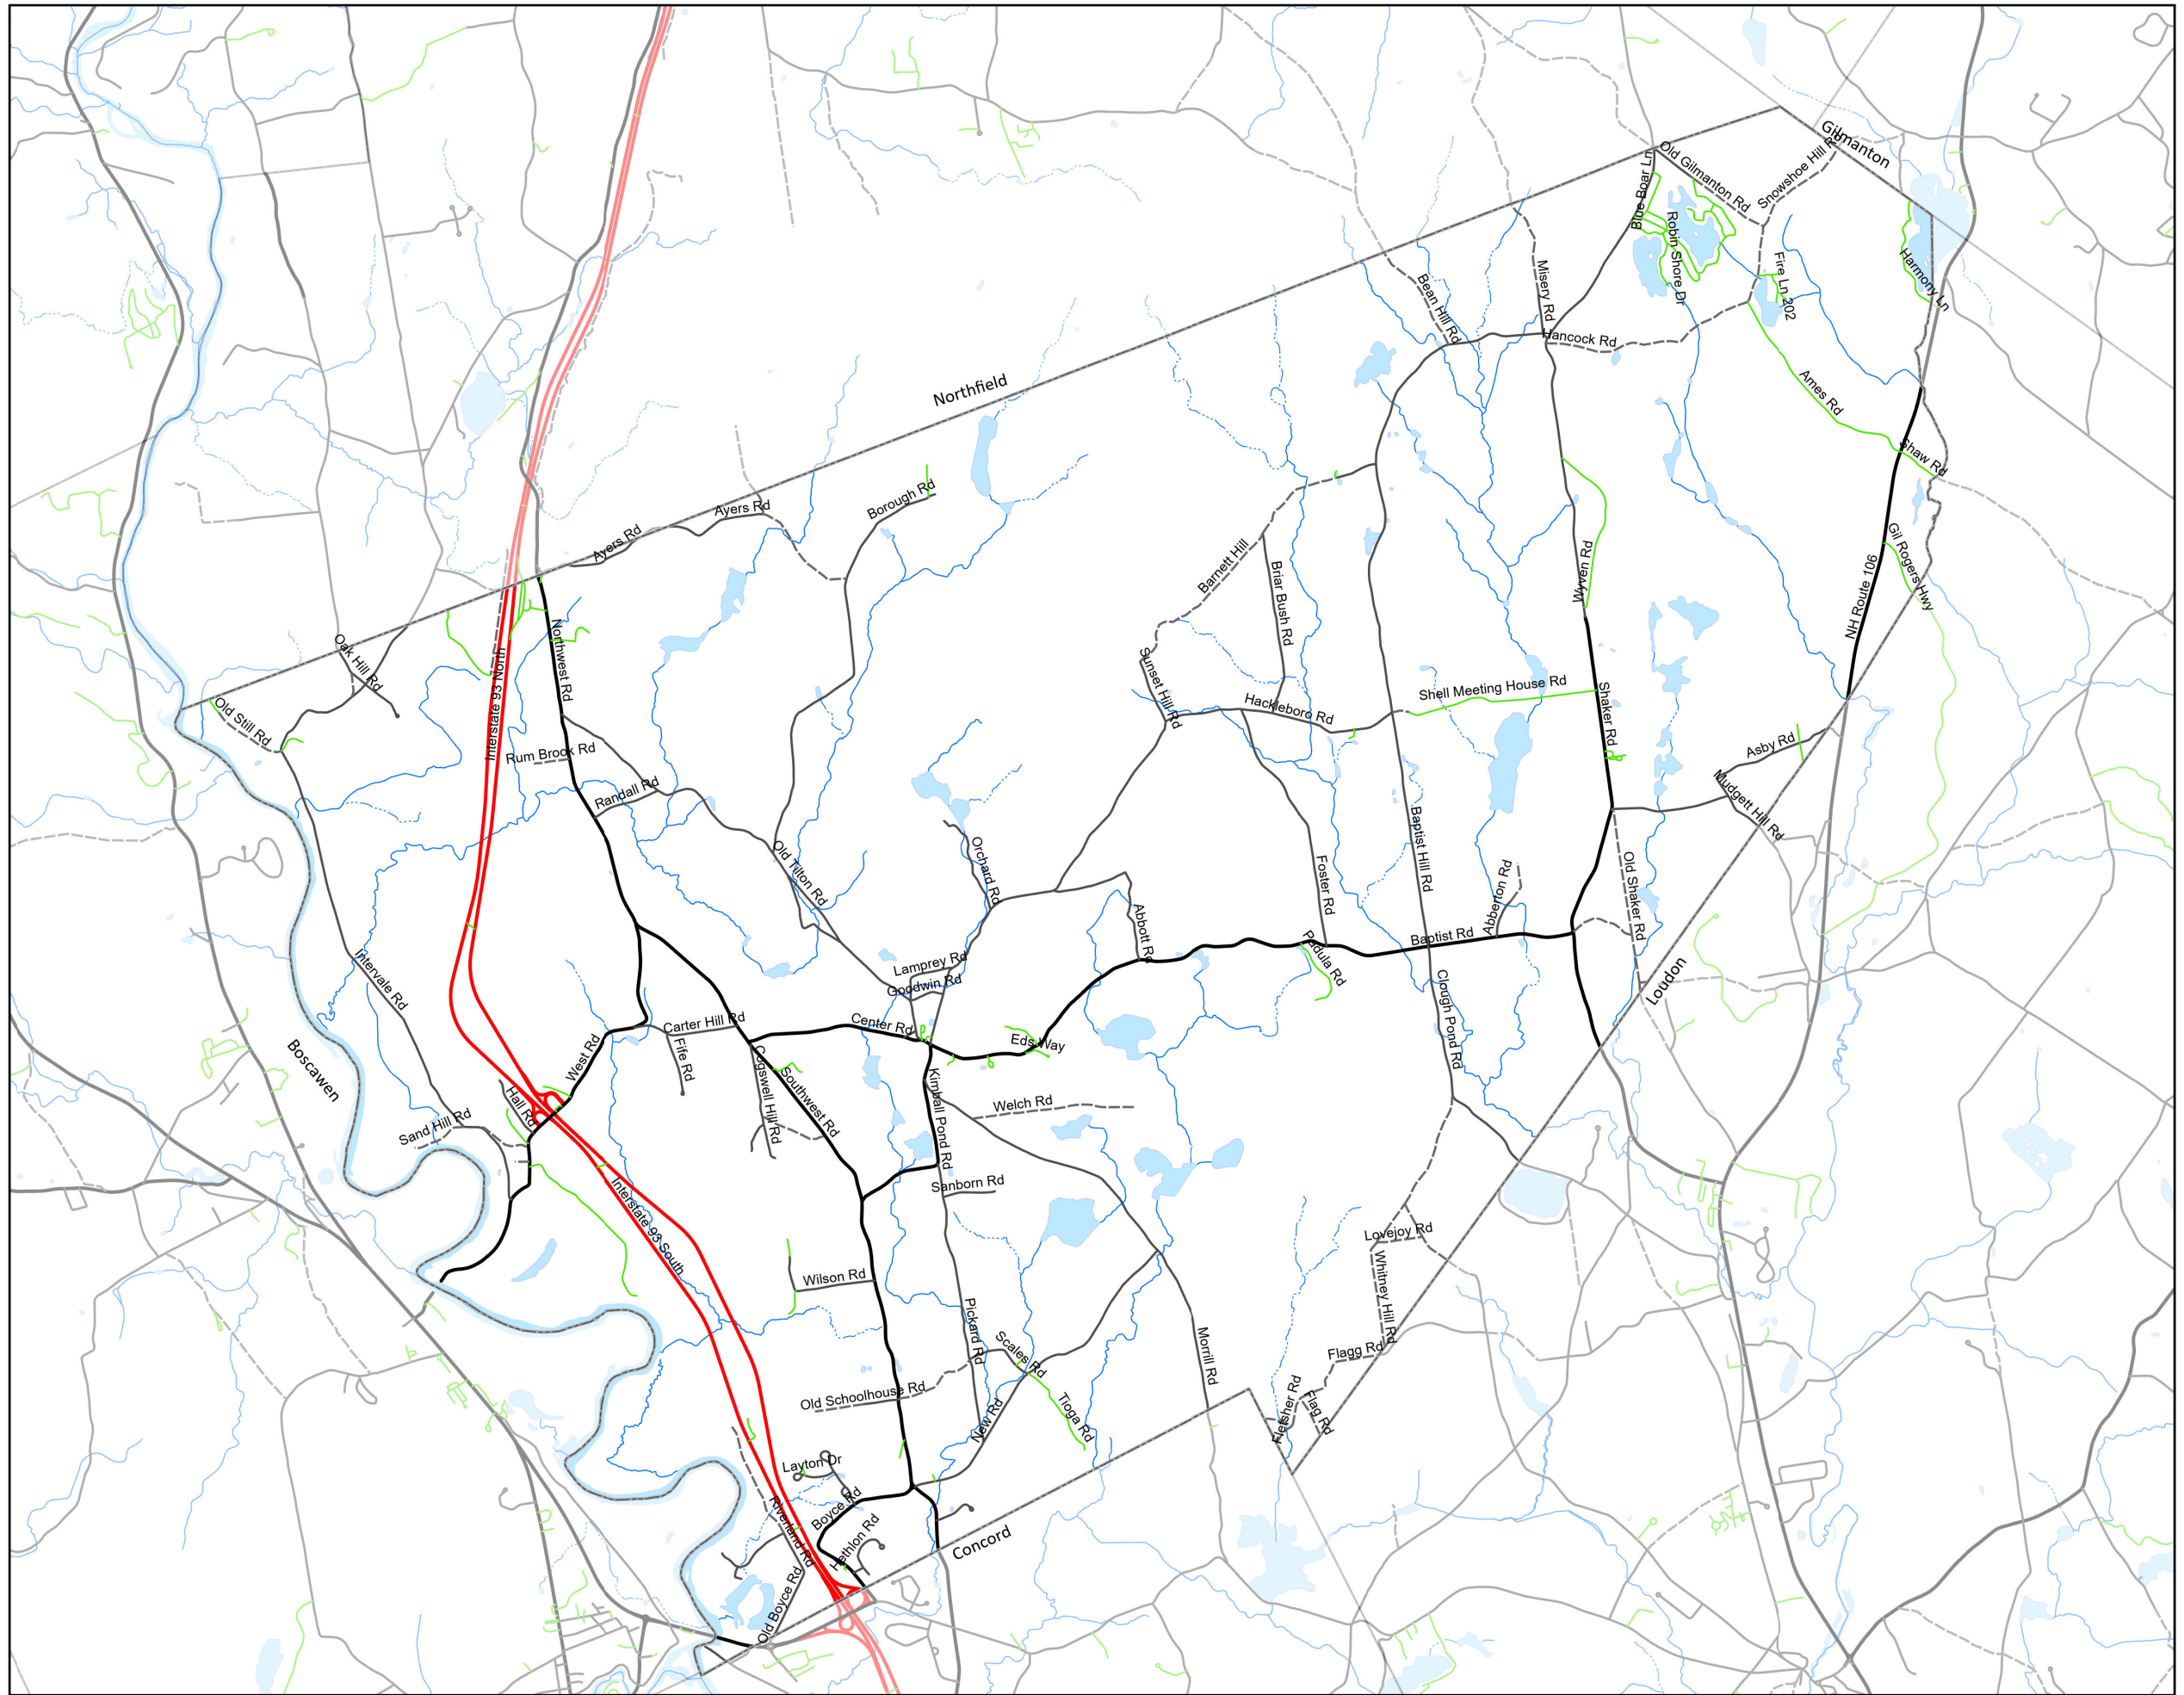 Gilmanton
Old Gilmanton Rd
Snowshoe Hill Rd
Blue Boar Ln
Robin Shore Dr
Fire Ln 202
Harmony Ln
Misery Rd
Bean Hill Rd
Hancock Rd
Ames Rd
Shaw Rd
Northfield
Borough Rd
Ayers Rd
Ayers Rd
Barnett Hill
Briar Bush Rd
Wyven Rd
Gil Rogers Hwy
NH Route 106
Oak Hill Rd
Northwest Rd
Interstate 93 North
Old Still Rd
Sunset Hill Rd
Hackleboro Rd
Shell Meeting House Rd
Shaker Rd
Asby Rd
Mudgett Hill Rd
Rum Brook Rd
Randall Rd
Old Tilton Rd
Orchard Rd
Foster Rd
Baptist Hill Rd
Abberton Rd
Old Shaker Rd
Abbott Rd
Baptist Rd
Padula Rd
Loudon
Intervale Rd
Lamprey Rd
Goodwin Rd
Clough Pond Rd
Carter Hill Rd
Center Rd
Eds Way
Boscawen
West Rd
Fife Rd
Cogswell Hill Rd
Southwest Rd
Kimball Pond Rd
Welch Rd
Hall Rd
Sand Hill Rd
Sanborn Rd
Interstate 93 South
Lovejoy Rd
Whitney Hill Rd
Wilson Rd
Pickard Rd
Scales Rd
Morrill Rd
Flagg Rd
Old Schoolhouse Rd
Tioga Rd
New Rd
Fletsher Rd
Flag Rd
Layton Dr
Boyce Rd
Riverland Rd
Hethlon Rd
Concord
Old Boyce Rd